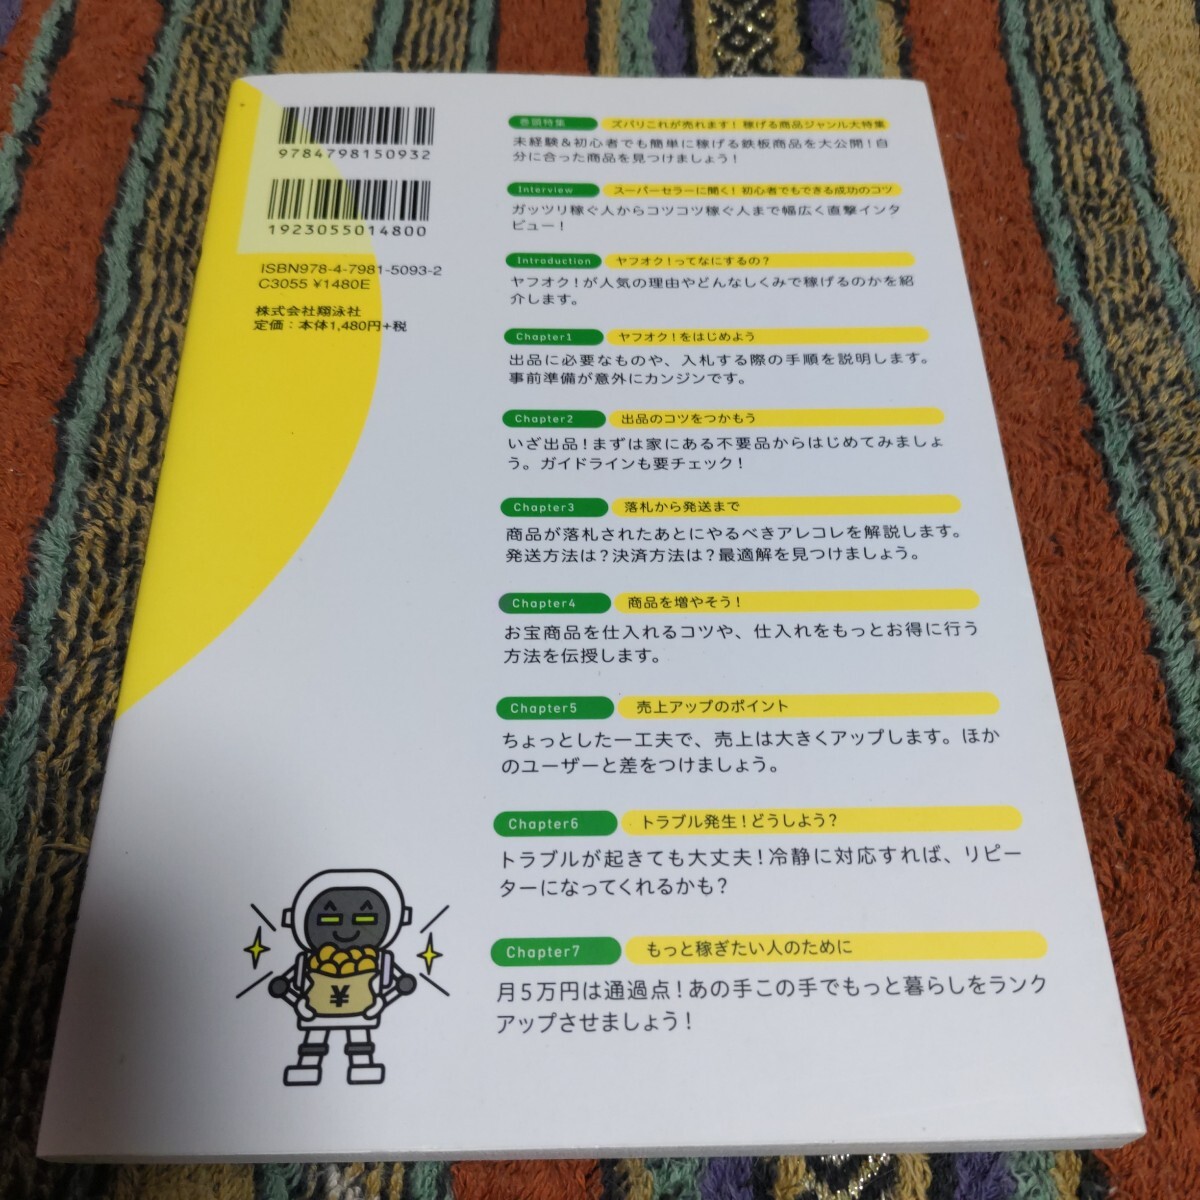 9784798150932
1923055014800
ISBN978-4-7981-5093-2
C3055 ¥1480E
株式会社翔泳社
定価：本体1,480円+税
巻頭特集 ズバリこれが売れます！稼げる商品ジャンル大特集
未経験&初心者でも簡単に稼げる鉄板商品を大公開！自
分に合った商品を見つけましょう！
Interview スーパーセラーに聞く！初心者でもできる成功のコツ
ガッツリ稼ぐ人からコツコツ稼ぐ人まで幅広く直撃インタ
ビュー！
Introduction ヤフオク！ってなにするの？
ヤフオク！が人気の理由やどんなしくみで稼げるのかを紹
介します。
Chapter1 ヤフオク！をはじめよう
出品に必要なものや、入札する際の手順を説明します。
事前準備が意外にカンジンです。
Chapter2 出品のコツをつかもう
いざ出品！まずは家にある不要品からはじめてみましょ
う。ガイドラインも要チェック！
Chapter3 落札から発送まで
商品が落札されたあとにやるべきアレコレを解説します。
発送方法は？決済方法は？最適解を見つけましょう。
Chapter4 商品を増やそう！
お宝商品を仕入れるコツや、仕入れをもっとお得に行う
方法を伝授します。
Chapter5 売上アップのポイント
ちょっとした一工夫で、売上は大きくアップします。ほか
のユーザーと差をつけましょう。
Chapter6 トラブル発生！どうしよう？
トラブルが起きても大丈夫！冷静に対応すれば、リピー
ターになってくれるかも？
Chapter7 もっと稼ぎたい人のために
月5万円は通過点！あの手この手でもっと暮らしをランク
アップさせましょう！
¥